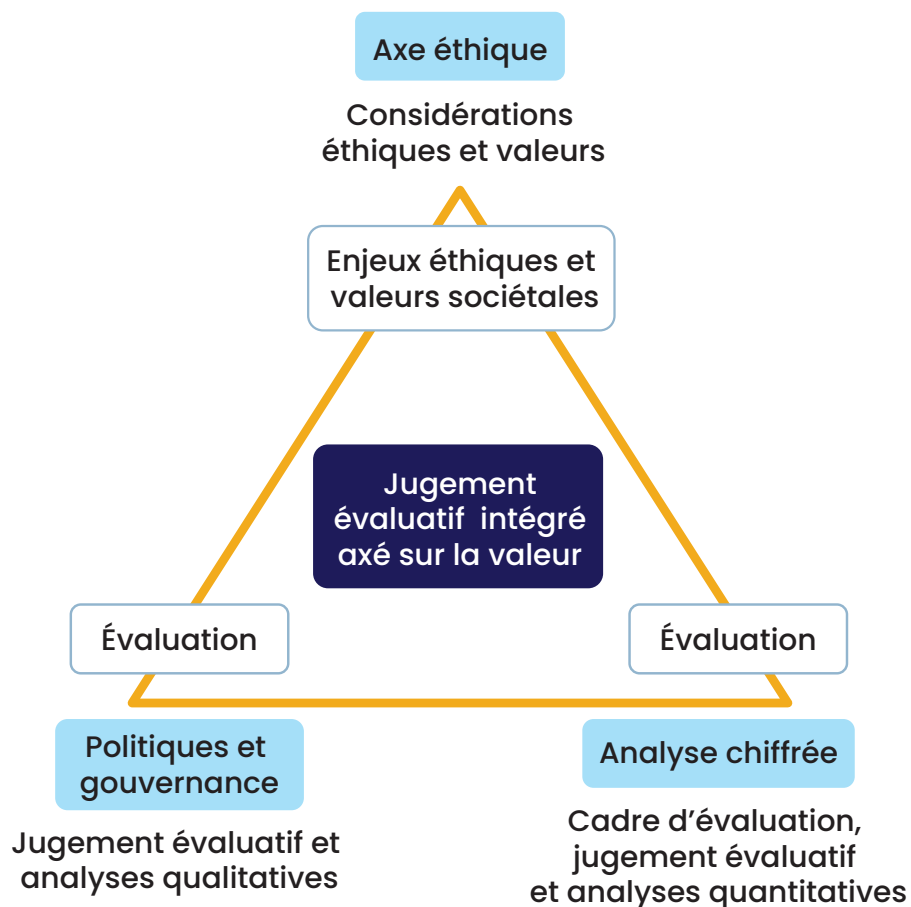 Axe éthique
Considérations
éthiques et valeurs
Enjeux éthiques et
valeurs sociétales
Jugement
évaluatif intégré
axé sur la valeur
Évaluation
Évaluation
Politiques et
gouvernance
Jugement évaluatif et
analyses qualitatives
Analyse chiffrée
Cadre d’évaluation,
jugement évaluatif
et analyses quantitatives